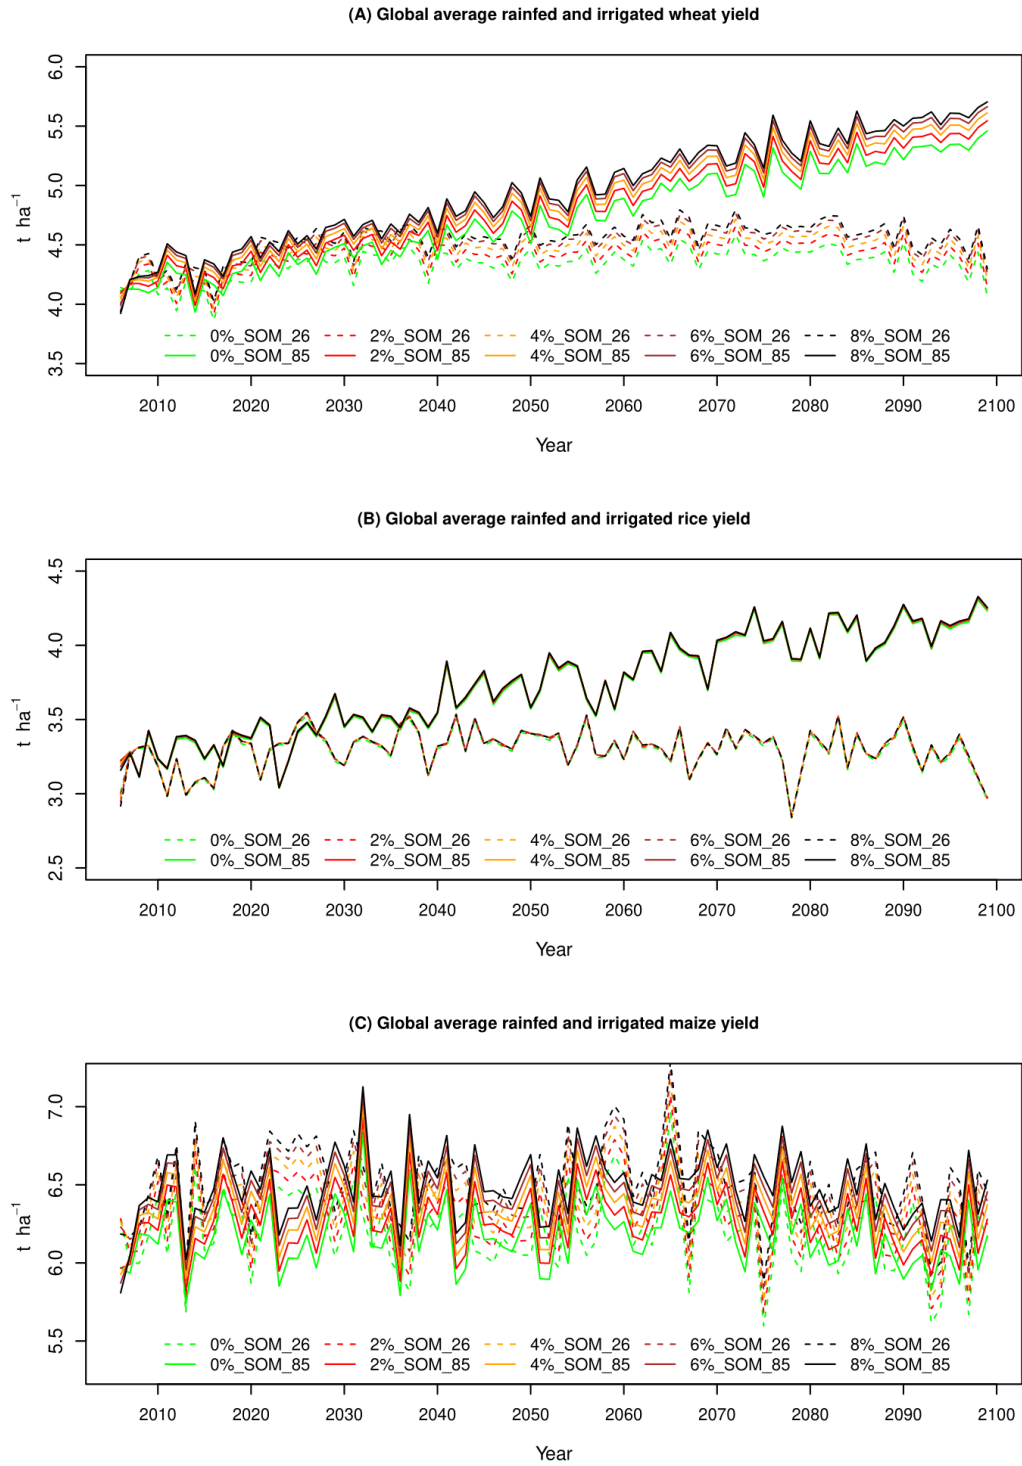 (A) Global average rainfed and irrigated wheat yield
6.0
5.5
5.0
4.5
4.0
3.5
t ha⁻¹
0%_SOM_26 2%_SOM_26 4%_SOM_26 6%_SOM_26 8%_SOM_26
0%_SOM_85 2%_SOM_85 4%_SOM_85 6%_SOM_85 8%_SOM_85
2010 2020 2030 2040 2050 2060 2070 2080 2090 2100
Year
(B) Global average rainfed and irrigated rice yield
4.5
4.0
3.5
3.0
2.5
t ha⁻¹
0%_SOM_26 2%_SOM_26 4%_SOM_26 6%_SOM_26 8%_SOM_26
0%_SOM_85 2%_SOM_85 4%_SOM_85 6%_SOM_85 8%_SOM_85
2010 2020 2030 2040 2050 2060 2070 2080 2090 2100
Year
(C) Global average rainfed and irrigated maize yield
7.0
6.5
6.0
5.5
t ha⁻¹
0%_SOM_26 2%_SOM_26 4%_SOM_26 6%_SOM_26 8%_SOM_26
0%_SOM_85 2%_SOM_85 4%_SOM_85 6%_SOM_85 8%_SOM_85
2010 2020 2030 2040 2050 2060 2070 2080 2090 2100
Year